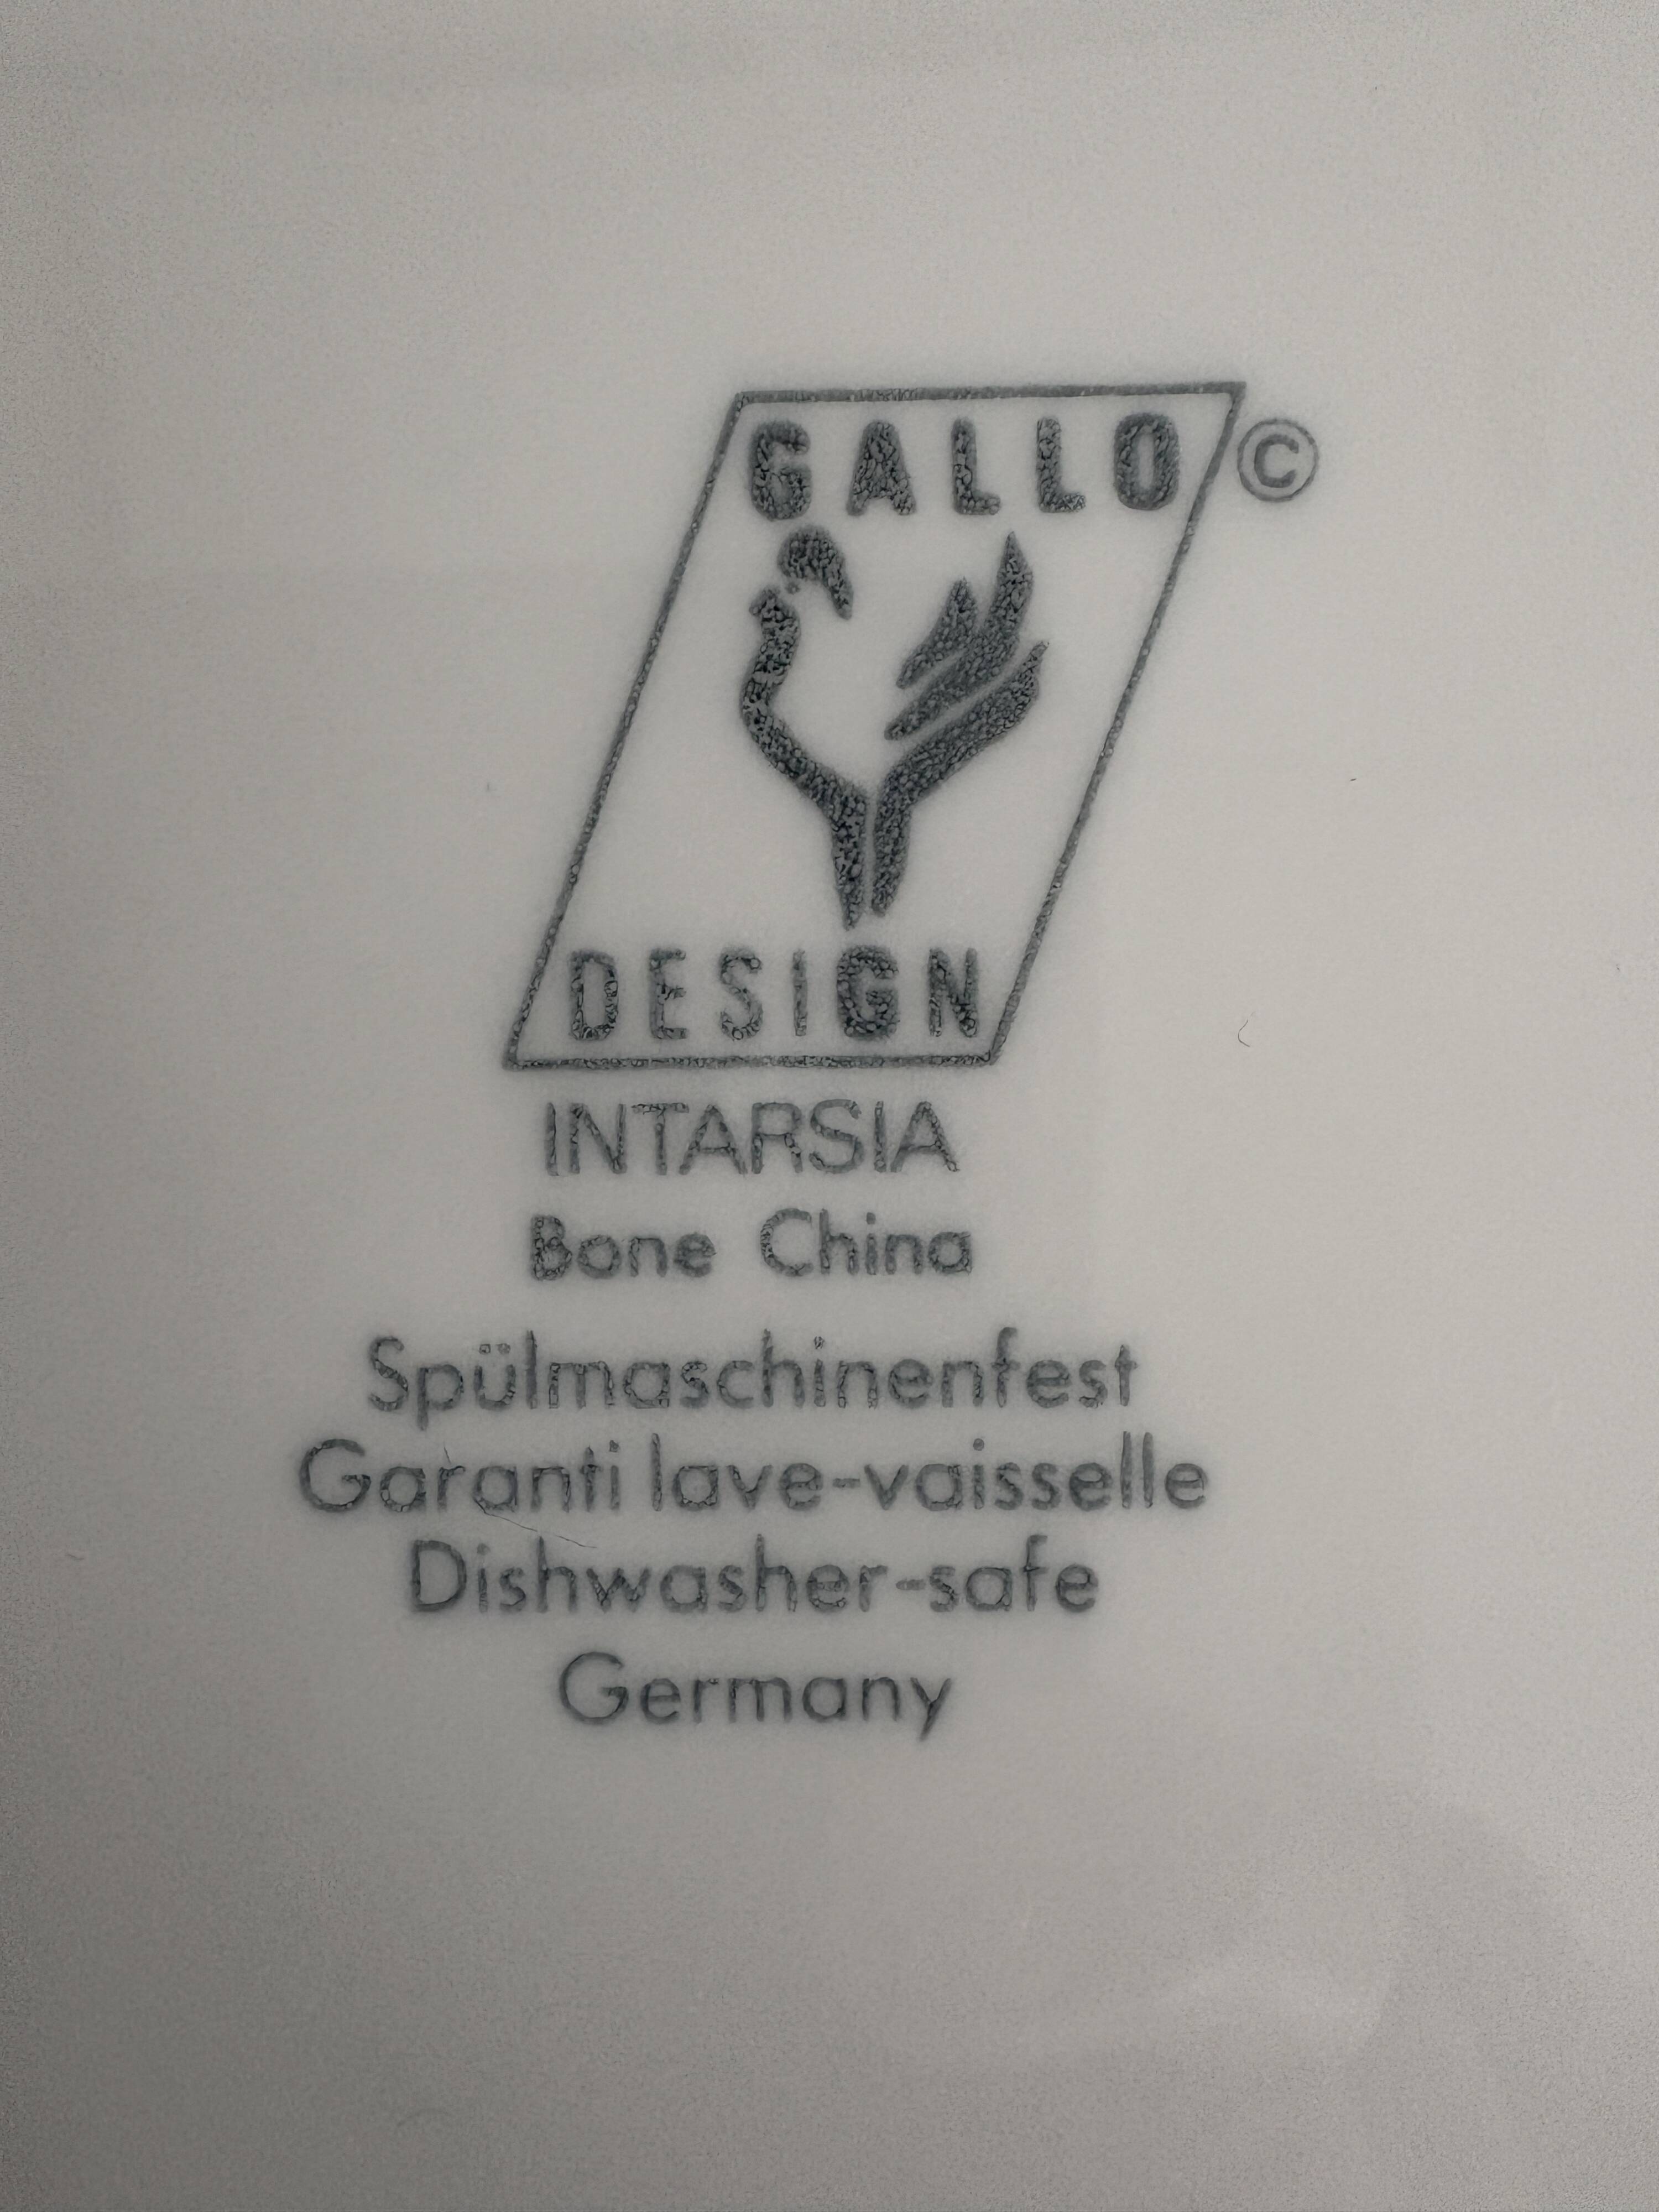 GALLO
©
DESIGN
INTARSIA
Bone China
Spülmaschinenfest
Garanti lave-vaisselle
Dishwasher-safe
Germany